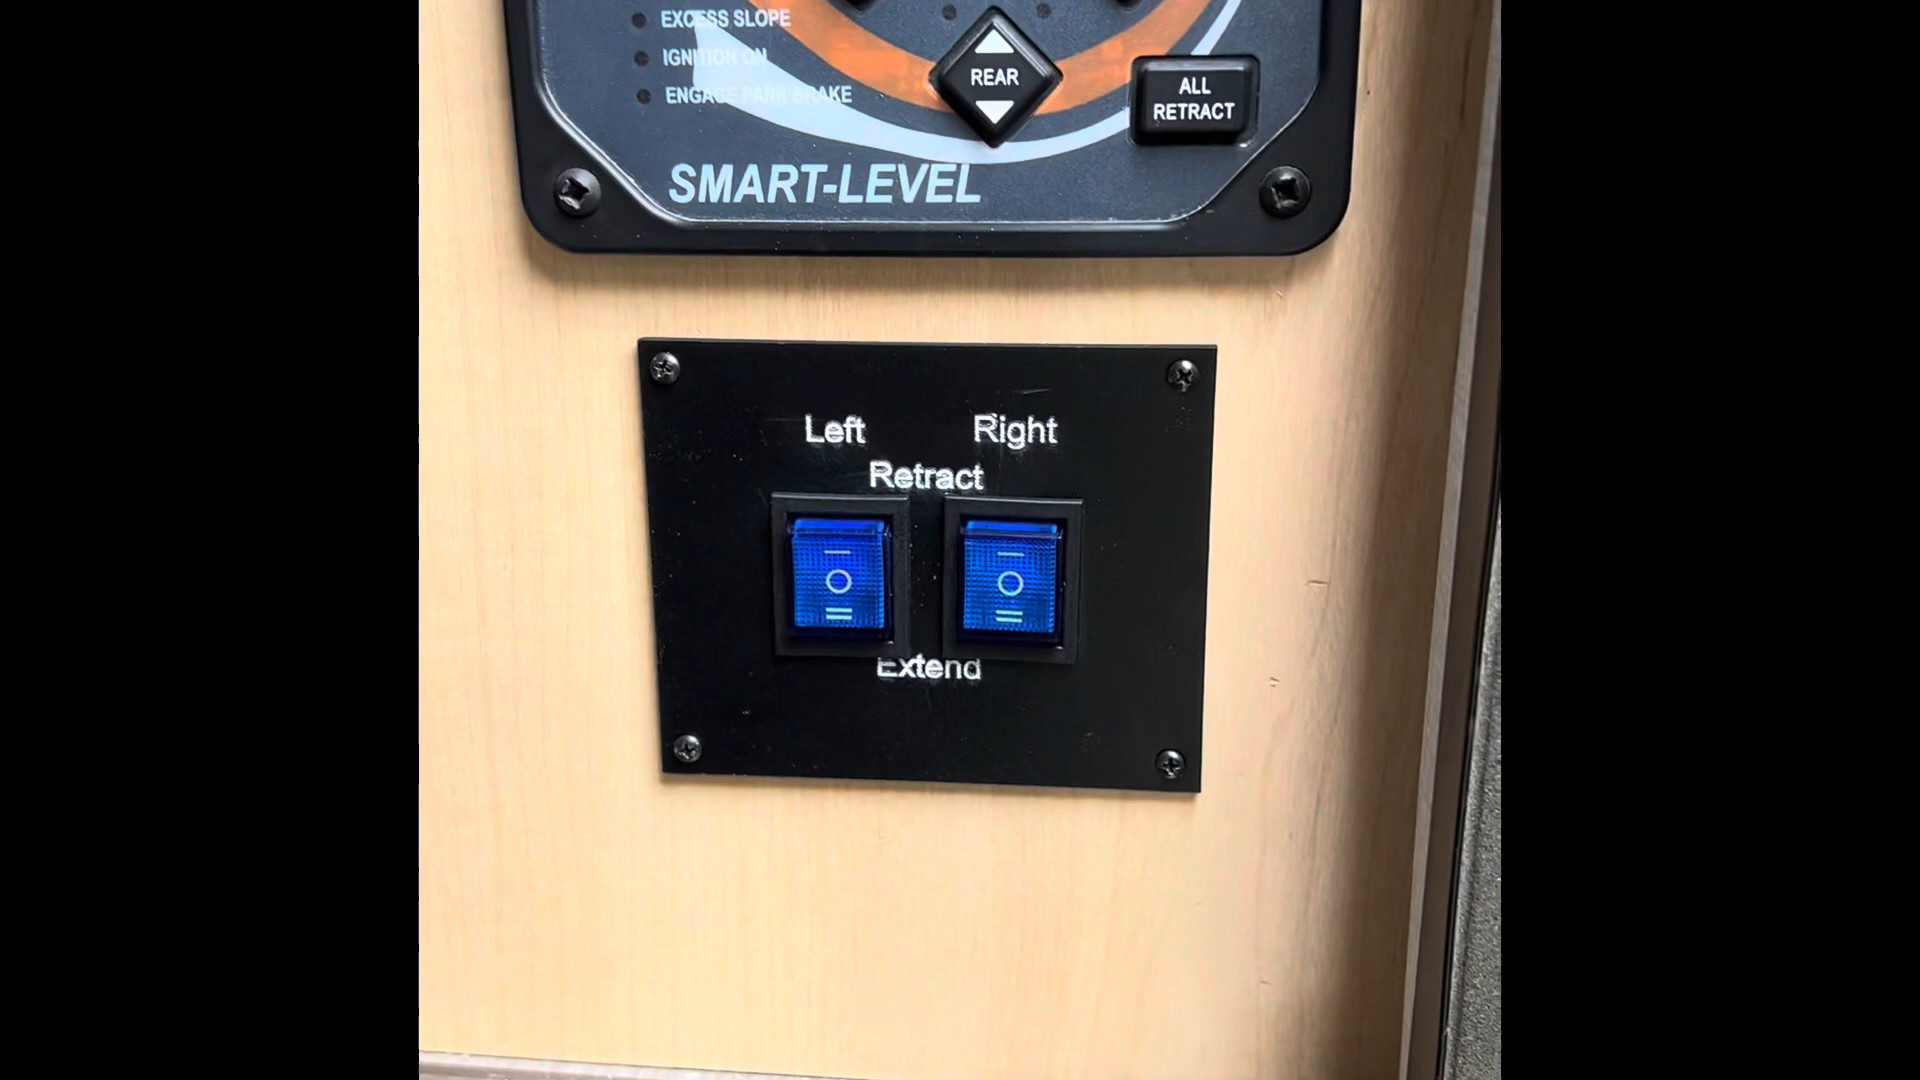 EXCESS SLOPE
IGNITION ON
ENGAGE PARK BRAKE
REAR
ALL
RETRACT
SMART-LEVEL
Left Right
Retract
Extend